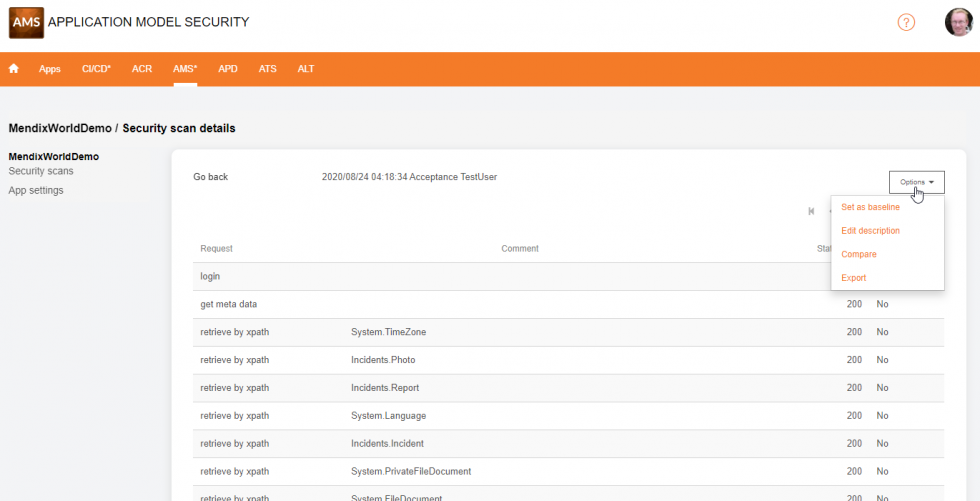 AMS APPLICATION MODEL SECURITY
?
Apps CI/CD* ACR AMS* APD ATS ALT
MendixWorldDemo / Security scan details
MendixWorldDemo
Security scans
App settings
Go back 2020/08/24 04:18:34 Acceptance TestUser Options
Set as baseline
Edit description
Compare
Export
Request Comment
login
get meta data 200 No
retrieve by xpath System.TimeZone 200 No
retrieve by xpath Incidents.Photo 200 No
retrieve by xpath Incidents.Report 200 No
retrieve by xpath System.Language 200 No
retrieve by xpath Incidents.Incident 200 No
retrieve by xpath System.PrivateFileDocument 200 No
retrieve by xpath System.FileDocument 200 No